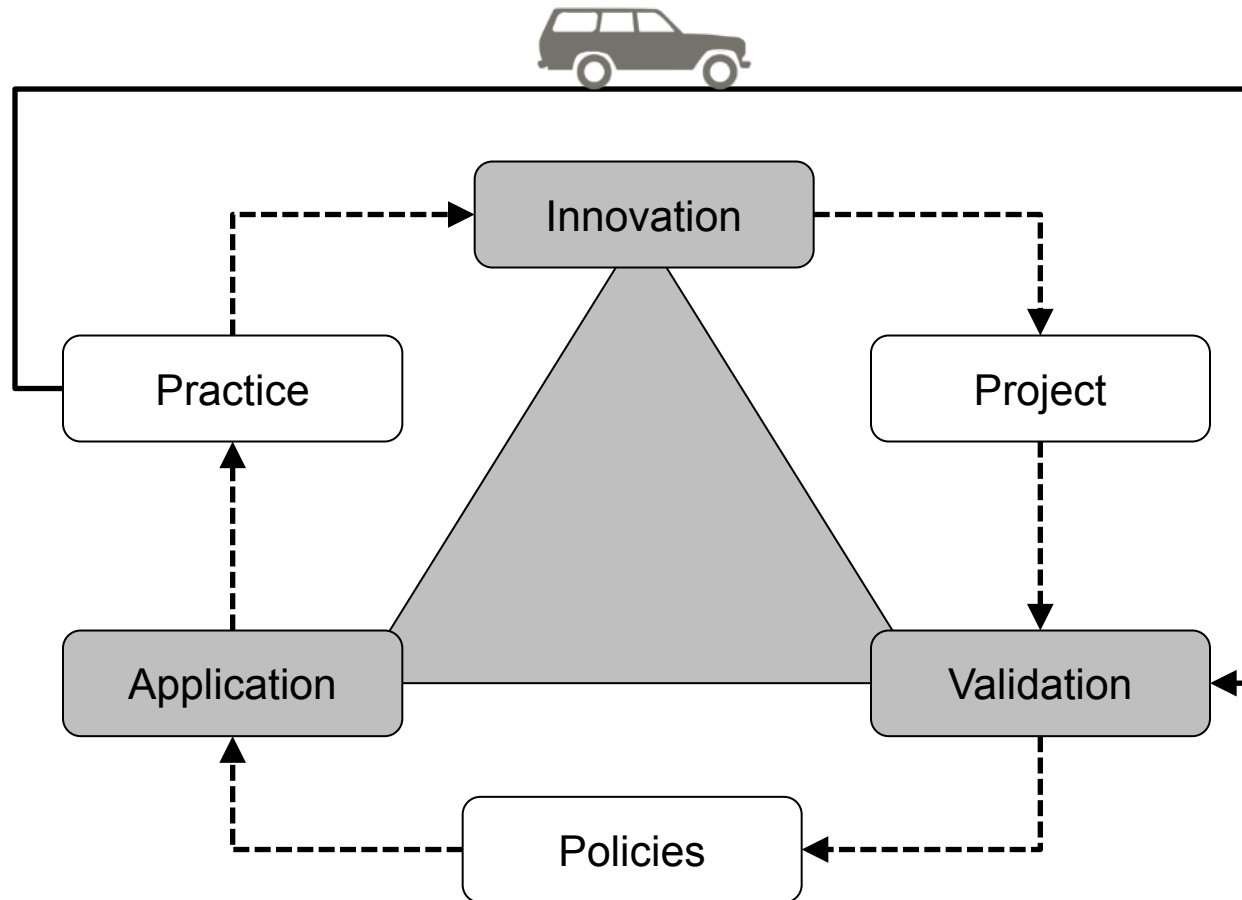 Innovation
Practice
Project
Application
Validation
Policies